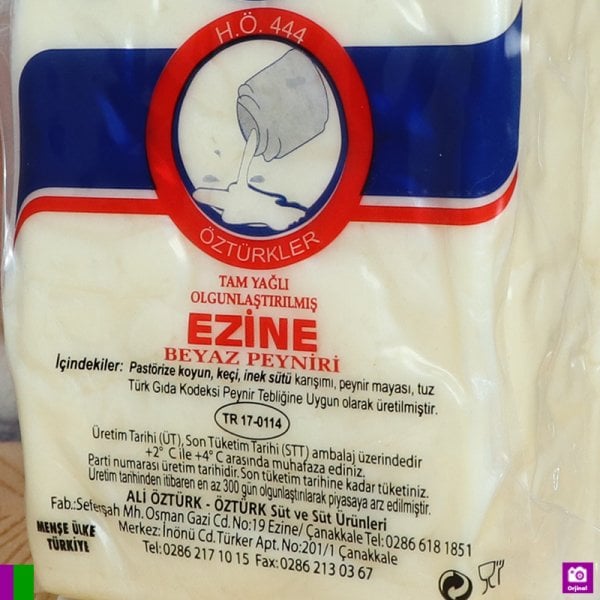 H.Ö. 444
ÖZTÜRKLER
TAM YAĞLI
OLGUNLAŞTIRILMIŞ
EZİNE
BEYAZ PEYNİRİ
İçindekiler: Pastörize koyun, keçi, inek sütü karışımı, peynir mayası, tuz
Türk Gıda Kodeksi Peynir Tebliğine Uygun olarak üretilmiştir.
TR 17-0114
Üretim Tarihi (ÜT), Son Tüketim Tarihi (STT) ambalaj üzerindedir
+2° C ile +4° C arasında muhafaza ediniz.
Parti numarası üretim tarihidir. Son tüketim tarihine kadar tüketiniz.
Üretim tarihinden itibaren en az 300 gün olgunlaştırılarak piyasaya arz edilmiştir.
ALİ ÖZTÜRK - ÖZTÜRK Süt ve Süt Ürünleri
Fab.:Seferşah Mh. Osman Gazi Cd. No:19 Ezine/ Çanakkale Tel:0286 618 1851
Merkez: İnönü Cd. Türker Apt. No:201/1 Çanakkale
Tel:0286 217 10 15 Fax:0286 213 03 67
MENŞE ÜLKE
TÜRKİYE
Orjinal